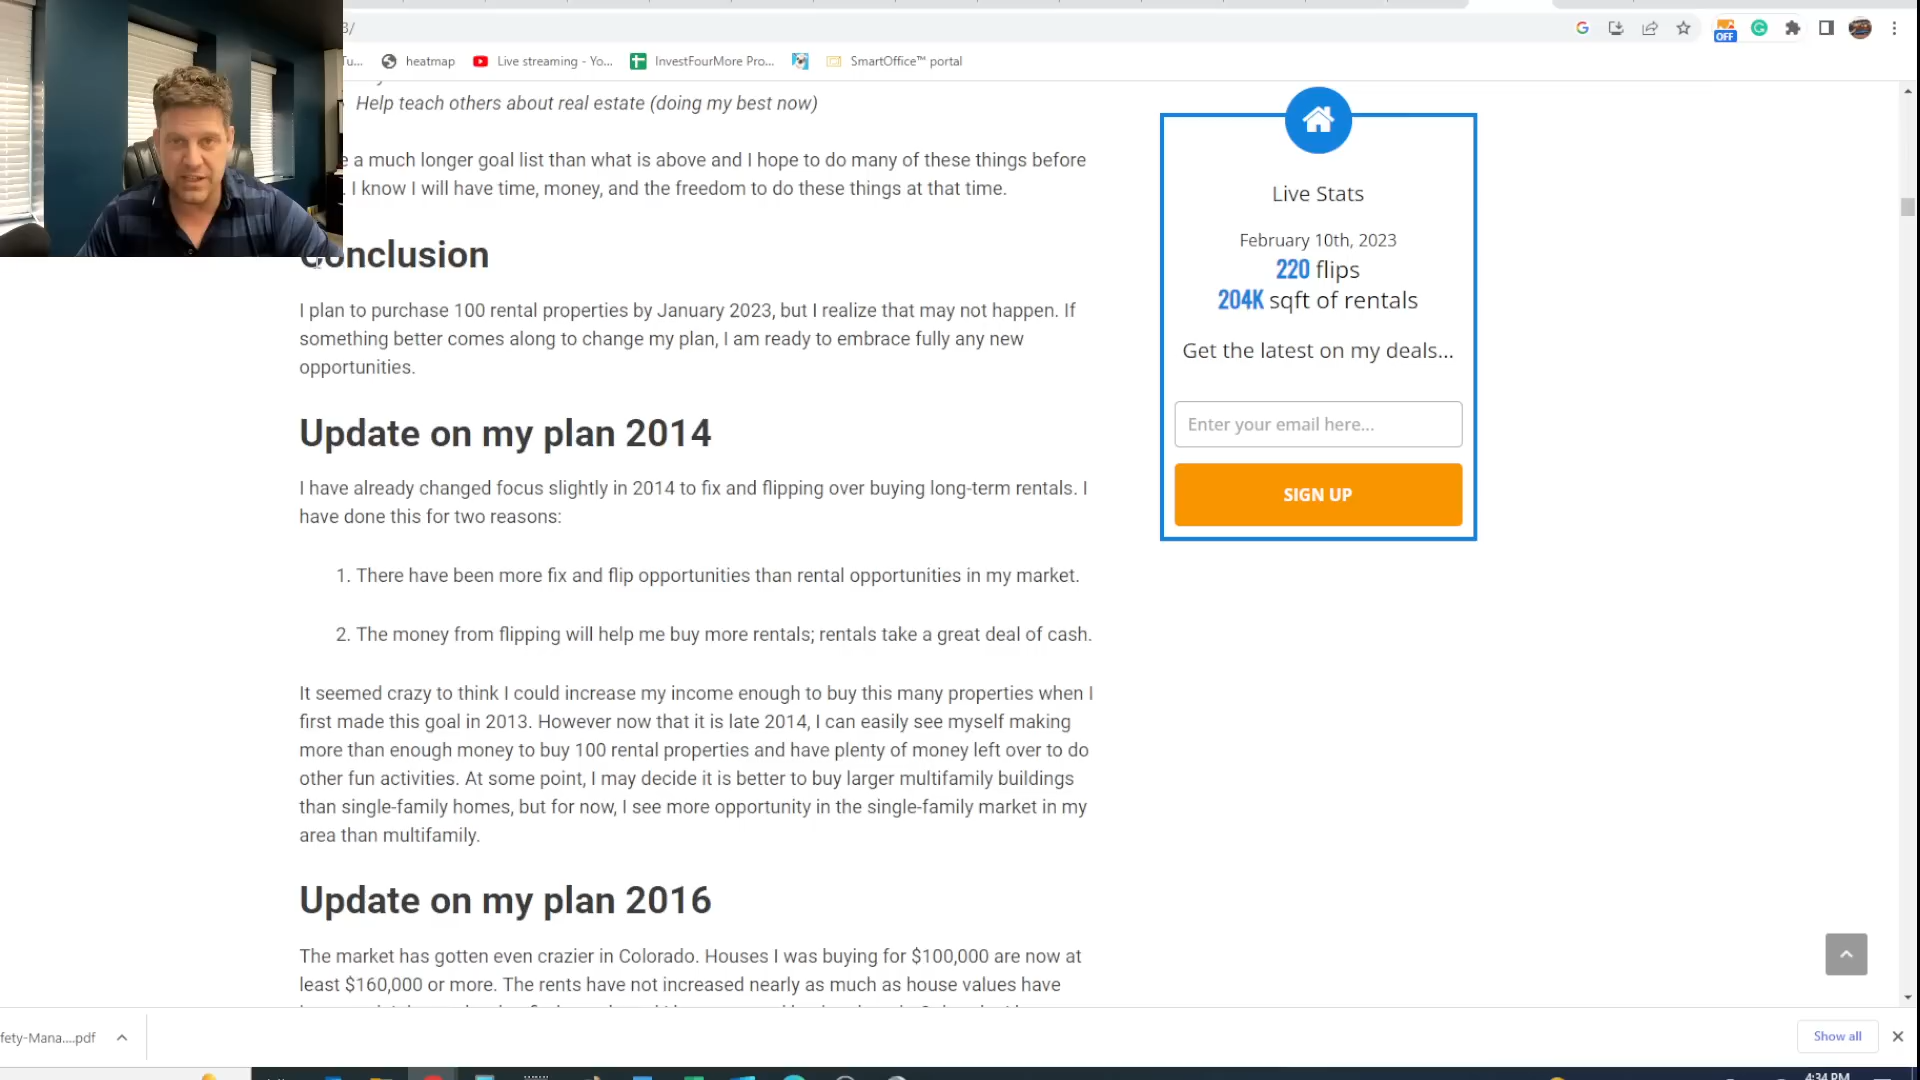 3/
Tu...
heatmap
Live streaming - Yo...
InvestFourMore Pro...
SmartOffice™ portal
OFF
Help teach others about real estate (doing my best now)
e a much longer goal list than what is above and I hope to do many of these things before
I know I will have time, money, and the freedom to do these things at that time.
Conclusion
I plan to purchase 100 rental properties by January 2023, but I realize that may not happen. If
something better comes along to change my plan, I am ready to embrace fully any new
opportunities.
Update on my plan 2014
I have already changed focus slightly in 2014 to fix and flipping over buying long-term rentals. I
have done this for two reasons:
1. There have been more fix and flip opportunities than rental opportunities in my market.
2. The money from flipping will help me buy more rentals; rentals take a great deal of cash.
It seemed crazy to think I could increase my income enough to buy this many properties when I
first made this goal in 2013. However now that it is late 2014, I can easily see myself making
more than enough money to buy 100 rental properties and have plenty of money left over to do
other fun activities. At some point, I may decide it is better to buy larger multifamily buildings
than single-family homes, but for now, I see more opportunity in the single-family market in my
area than multifamily.
Update on my plan 2016
The market has gotten even crazier in Colorado. Houses I was buying for $100,000 are now at
least $160,000 or more. The rents have not increased nearly as much as house values have
Live Stats
February 10th, 2023
220 flips
204K sqft of rentals
Get the latest on my deals...
Enter your email here...
SIGN UP
fety-Mana....pdf
Show all
4:34 PM